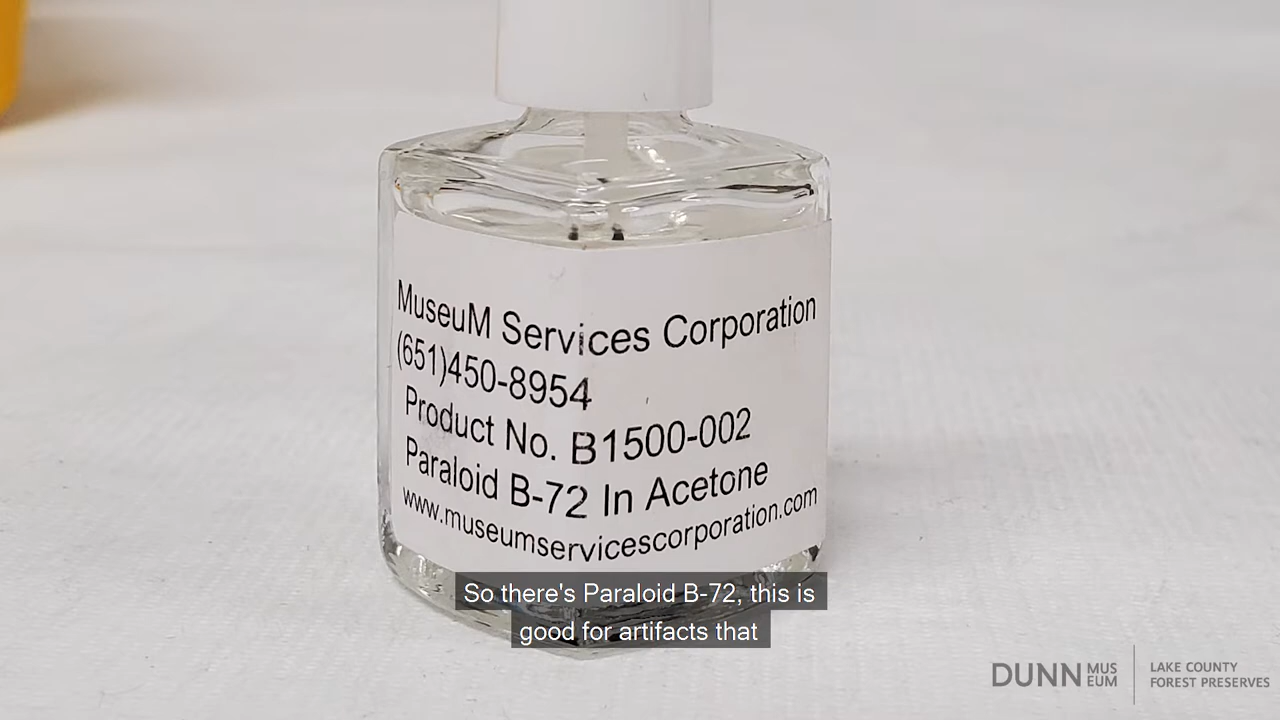 MuseuM Services Corporation
(651)450-8954
Product No. B1500-002
Paraloid B-72 In Acetone
www.museumservicescorporation.com
So there's Paraloid B-72, this is
good for artifacts that
DUNN MUS
EUM
LAKE COUNTY
FOREST PRESERVES